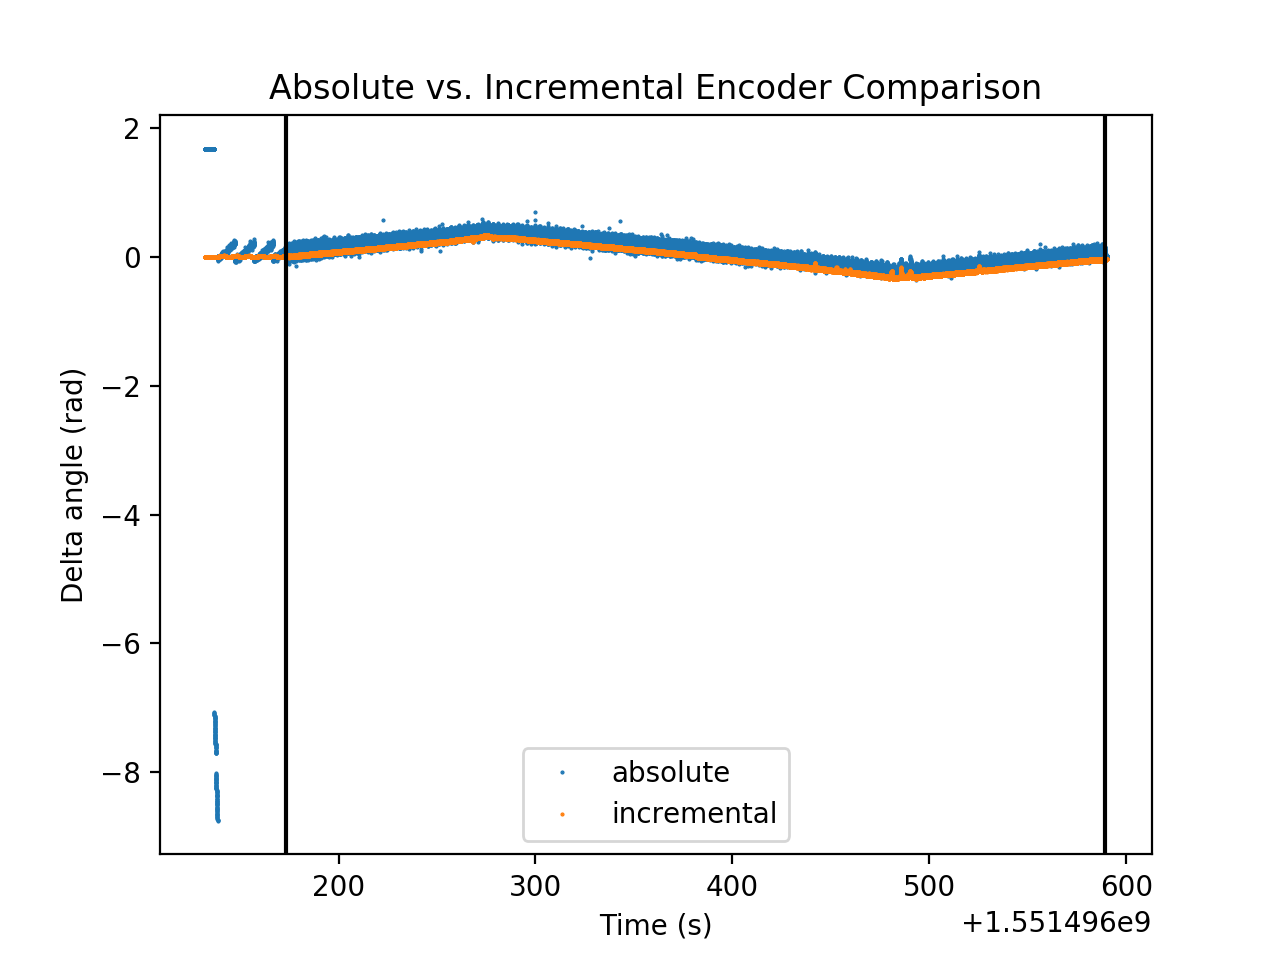 Absolute vs. Incremental Encoder Comparison
2
0
−2
−4
−6
−8
Delta angle (rad)
absolute
incremental
200
300
400
500
600
Time (s)
+1.551496e9